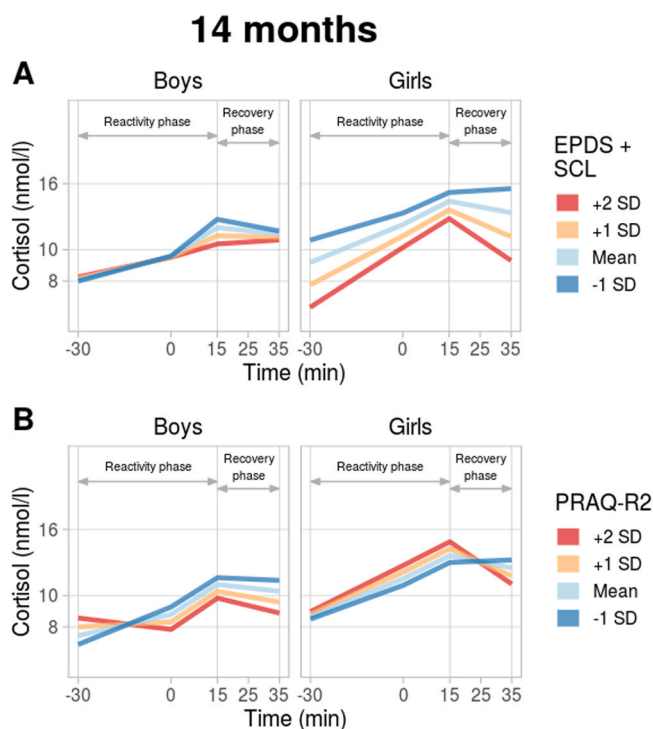 14 months
A
Boys
Girls
Reactivity phase
Recovery
phase
Reactivity phase
Recovery
phase
Cortisol (nmol/l)
16
10
8
-30
0
15
25
35
-30
0
15
25
35
Time (min)
EPDS +
SCL
+2 SD
+1 SD
Mean
-1 SD
B
Boys
Girls
Reactivity phase
Recovery
phase
Reactivity phase
Recovery
phase
Cortisol (nmol/l)
16
10
8
-30
0
15
25
35
-30
0
15
25
35
Time (min)
PRAQ-R2
+2 SD
+1 SD
Mean
-1 SD